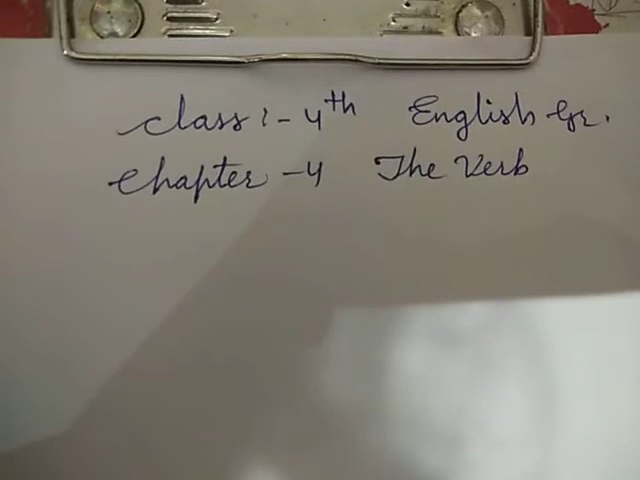 Class :- 4th English Gr.
Chapter - 4 The Verb